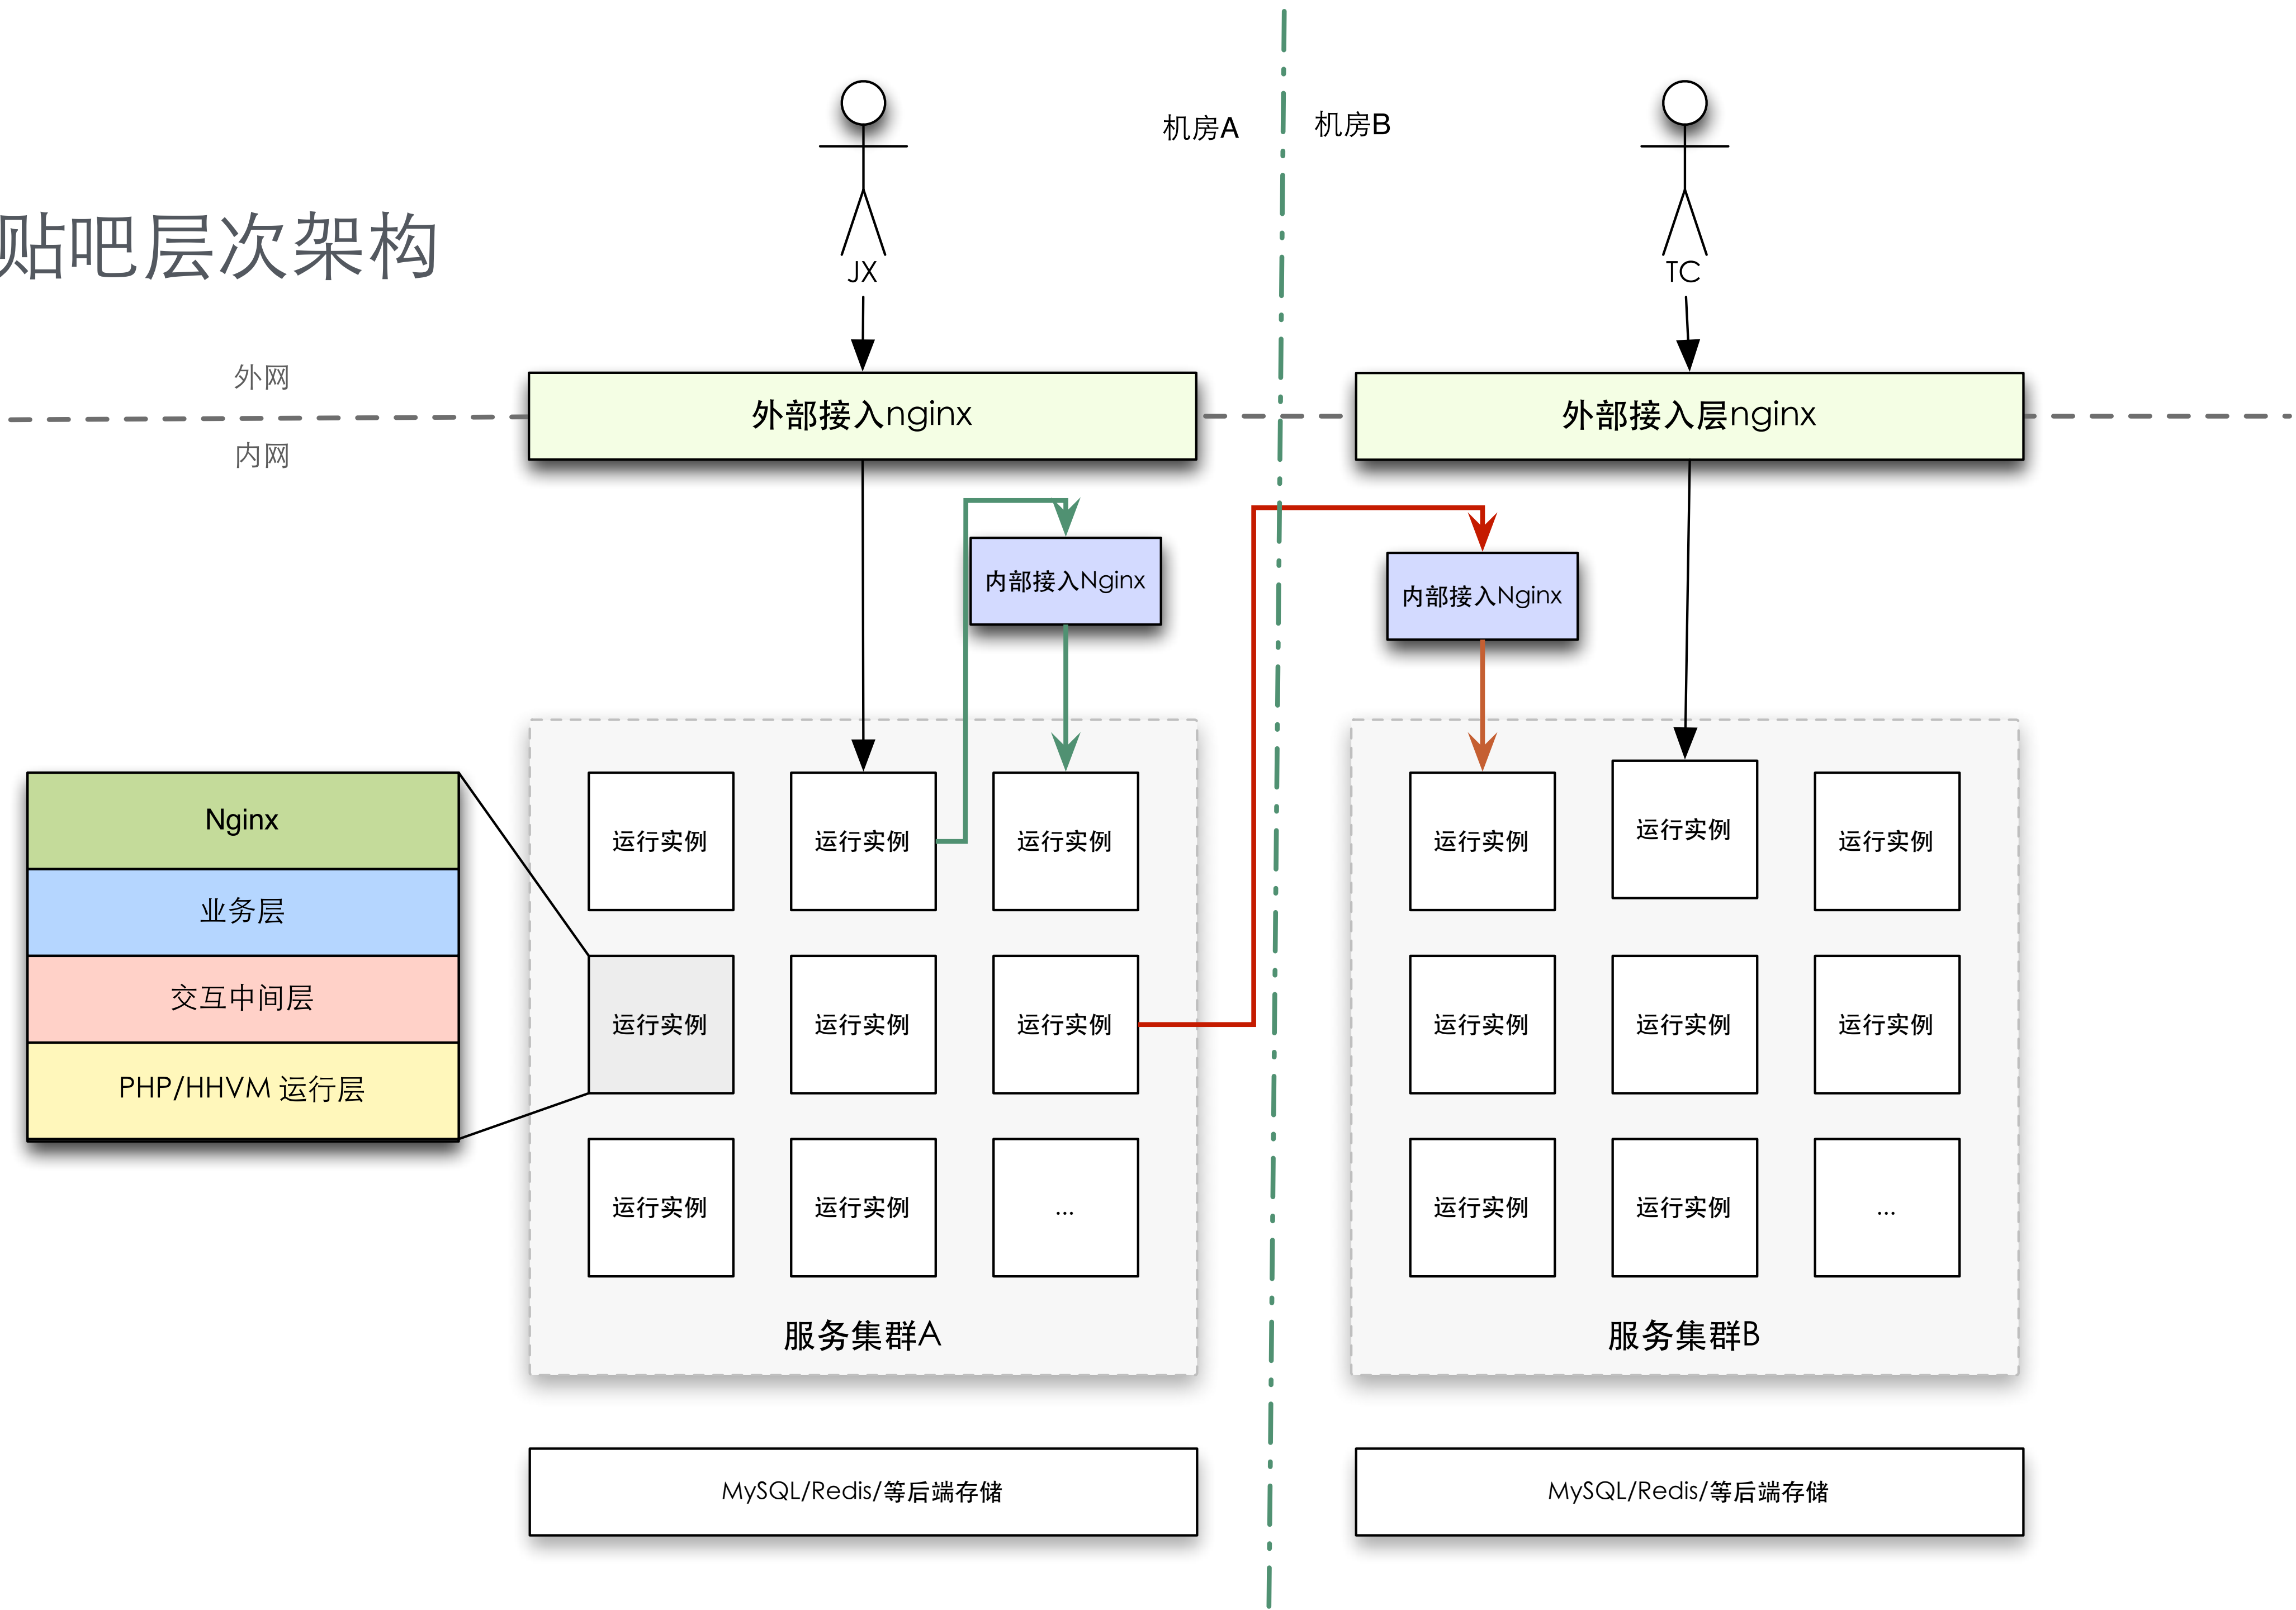 机房A
机房B
贴吧层次架构
JX
TC
外网
内网
外部接入nginx
外部接入层nginx
内部接入Nginx
内部接入Nginx
Nginx
业务层
交互中间层
PHP/HHVM 运行层
运行实例
运行实例
运行实例
运行实例
运行实例
运行实例
运行实例
运行实例
...
服务集群A
运行实例
运行实例
运行实例
运行实例
运行实例
运行实例
运行实例
运行实例
...
服务集群B
MySQL/Redis/等后端存储
MySQL/Redis/等后端存储